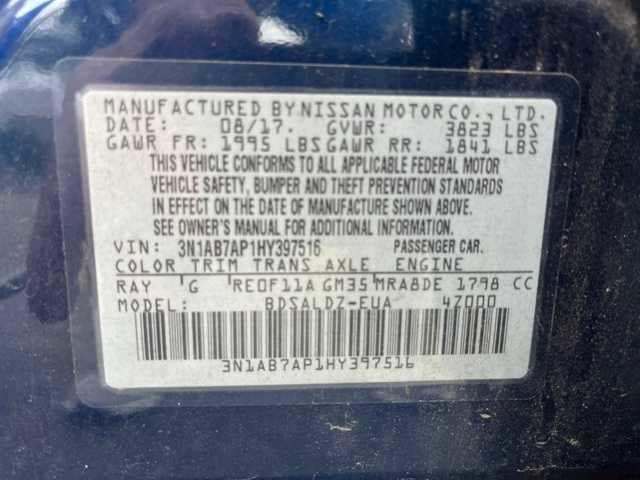 MANUFACTURED BY NISSAN MOTOR CO., LTD.
DATE: 08/17. GVWR: 3823 LBS
GAWR FR: 1995 LBS GAWR RR: 1841 LBS
THIS VEHICLE CONFORMS TO ALL APPLICABLE FEDERAL MOTOR
VEHICLE SAFETY, BUMPER AND THEFT PREVENTION STANDARDS
IN EFFECT ON THE DATE OF MANUFACTURE SHOWN ABOVE.
SEE OWNER'S MANUAL FOR ADDITIONAL INFORMATION.
VIN: 3N1AB7AP1HY397516 PASSENGER CAR.
COLOR TRIM TRANS AXLE ENGINE
RAY G RE0F11A GM35 MRA8DE 1798 CC
MODEL: BDSALDZ-EUA 4Z000
3N1AB7AP1HY397516